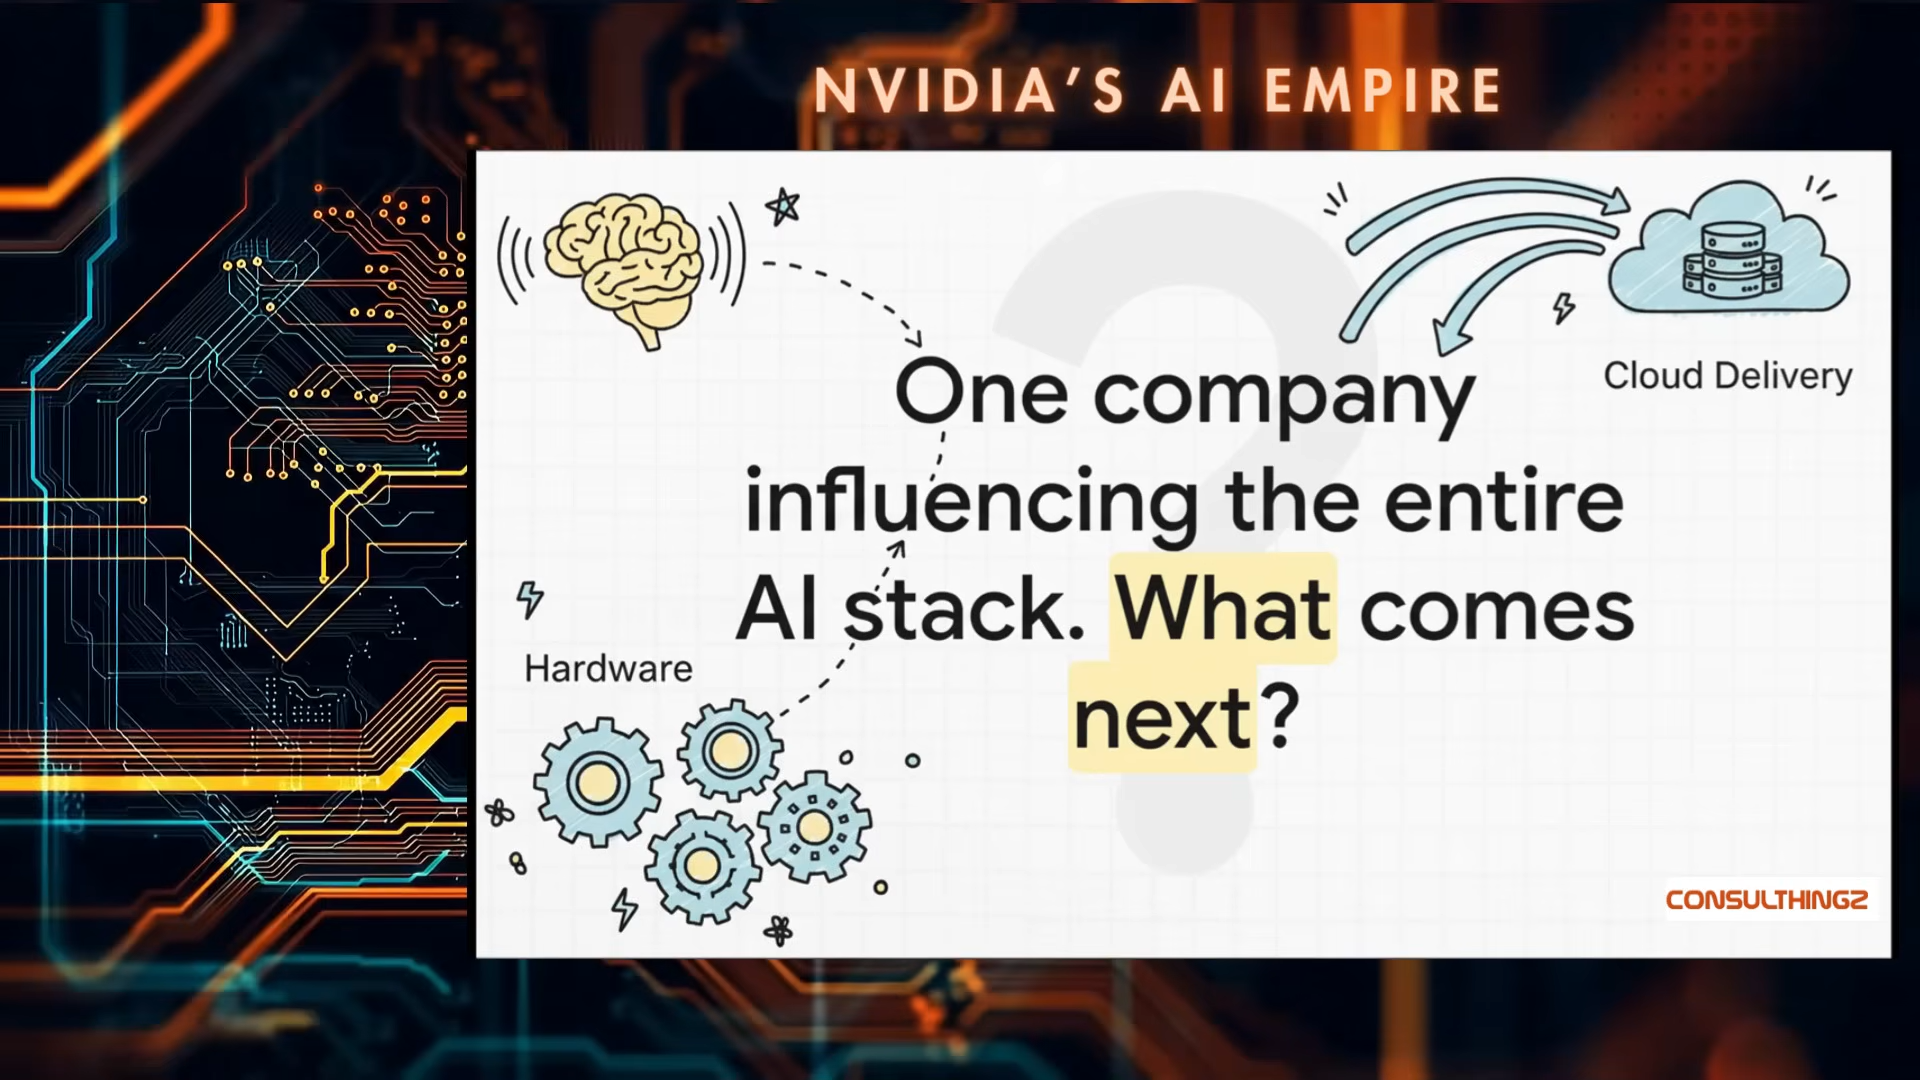 NVIDIA'S AI EMPIRE
Cloud Delivery
One company
influencing the entire
AI stack. What comes
next?
Hardware
CONSULTHINGZ